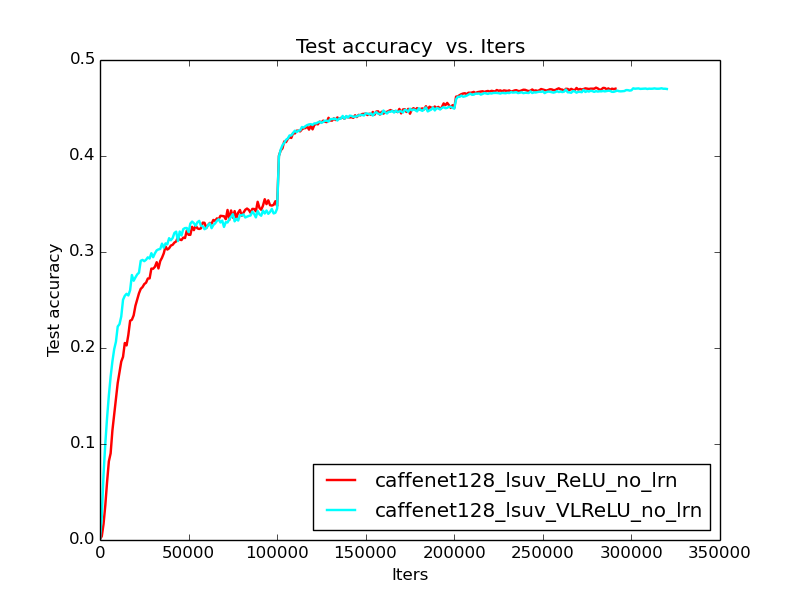 Test accuracy  vs. Iters
0.5
0.4
0.3
0.2
0.1
0.0
Test accuracy
caffenet128_lsuv_ReLU_no_lrn
caffenet128_lsuv_VLReLU_no_lrn
0
50000
100000
150000
200000
250000
300000
350000
Iters